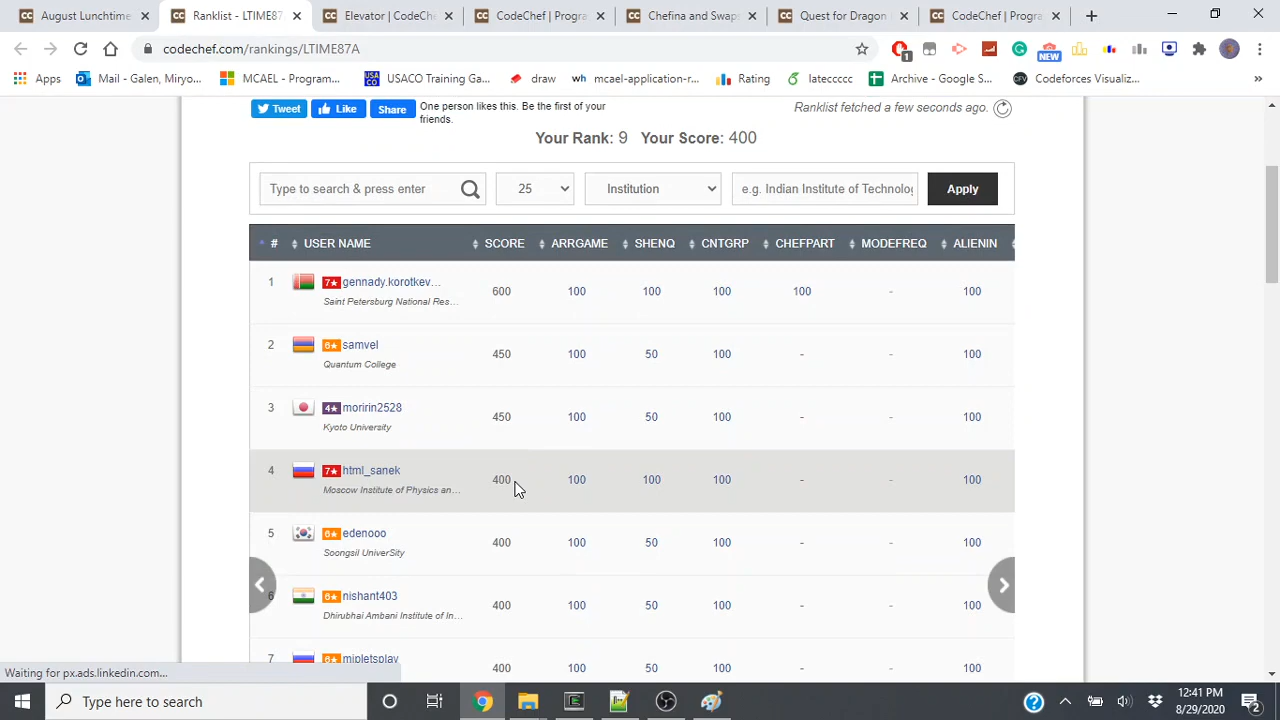 August Lunchtime
Ranklist - LTIME87
Elevator | CodeChe
CodeChef | Progra
Chefina and Swap
Quest for Dragon
CodeChef | Progra
codechef.com/rankings/LTIME87A
1
NEW
Apps
Mail - Galen, Miryo...
MCAEL - Program...
USACO Training Ga...
draw
wh mcael-application-r...
Rating
lateccccc
Archive - Google S...
Codeforces Visualiz...
Tweet
Like
Share
One person likes this. Be the first of your
friends.
Ranklist fetched a few seconds ago.
Your Rank: 9 Your Score: 400
Type to search & press enter
25
Institution
e.g. Indian Institute of Technolog
Apply
# USER NAME SCORE ARRGAME SHENQ CNTGRP CHEFPART MODEFREQ ALIENIN
1 7★ gennady.korotkev... 600 100 100 100 100 - 100
Saint Petersburg National Res...
2 6★ samvel 450 100 50 100 - - 100
Quantum College
3 4★ moririn2528 450 100 50 100 - - 100
Kyoto University
4 7★ html_sanek 400 100 100 100 - - 100
Moscow Institute of Physics an...
5 6★ edenooo 400 100 50 100 - - 100
Soongsil UniverSity
6 6★ nishant403 400 100 50 100 - - 100
Dhirubhai Ambani Institute of In...
7 mipletsplay 400 100 50 100 - - 100
Waiting for px.ads.linkedin.com...
Type here to search
12:41 PM
8/29/2020
2